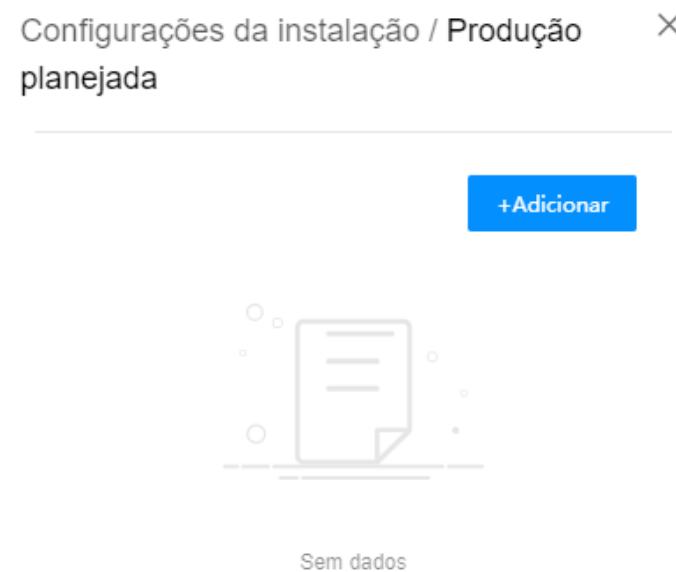 Configurações da instalação / Produção
planejada
+Adicionar
Sem dados